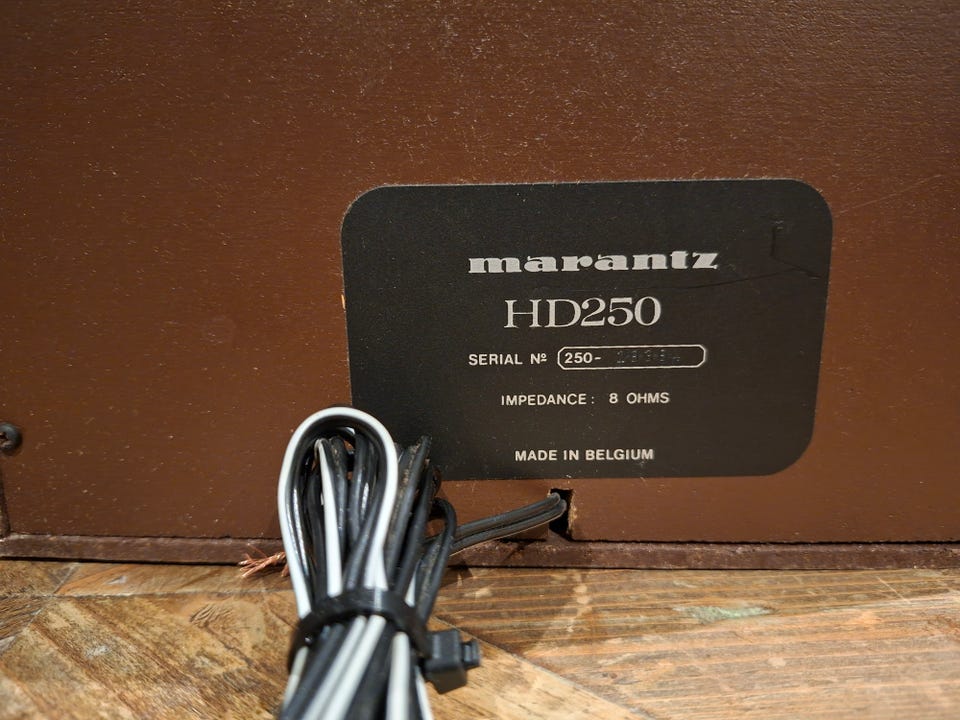 marantz
HD250
SERIAL Nº 250-
IMPEDANCE: 8 OHMS
MADE IN BELGIUM